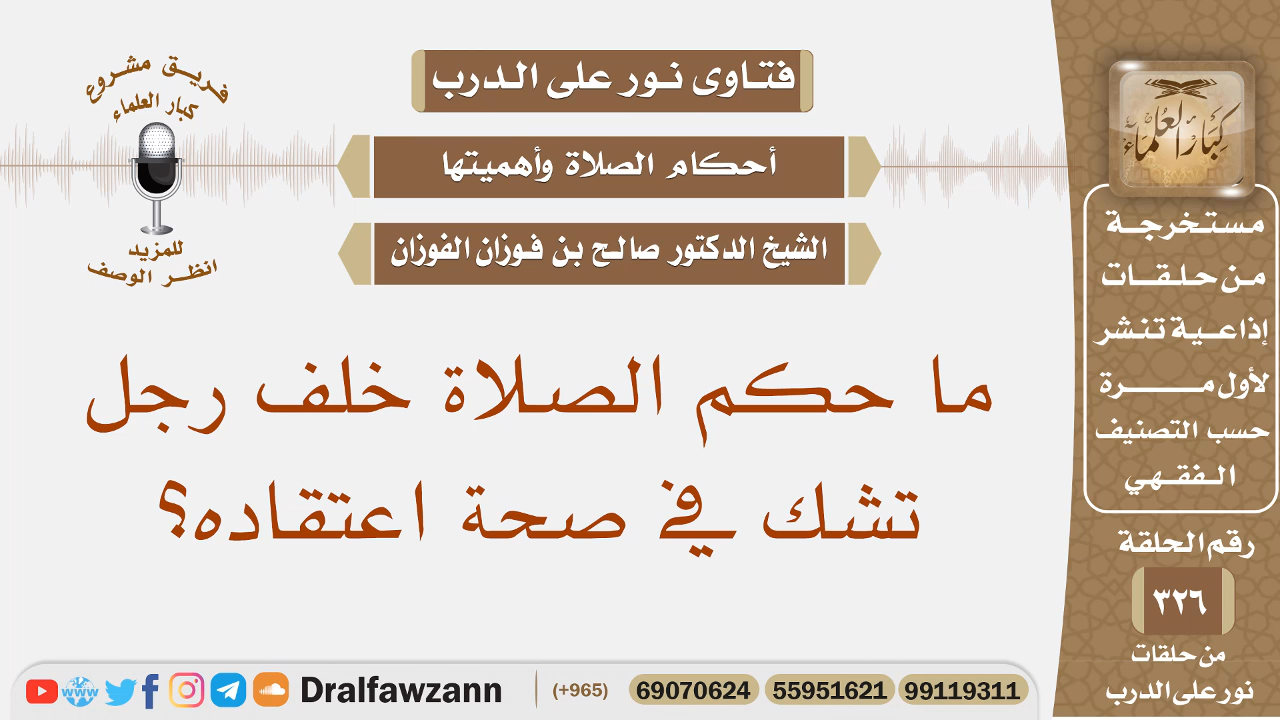 فتاوى نور على الدرب
أحكام الصلاة وأهميتها
الشيخ الدكتور صالح بن فوزان الفوزان
ما حكم الصلاة خلف رجل
تشك في صحة اعتقاده؟
فريق مشروع
كبار العلماء
للمزيد
انظر الوصف
كبار العلماء
مستخرجة
من حلقات
إذاعية تنشر
لأول مرة
حسب التصنيف
الفقهي
رقم الحلقة
٣٢٦
من حلقات
نور على الدرب
www Dralfawzann (+965) 69070624 55951621 99119311